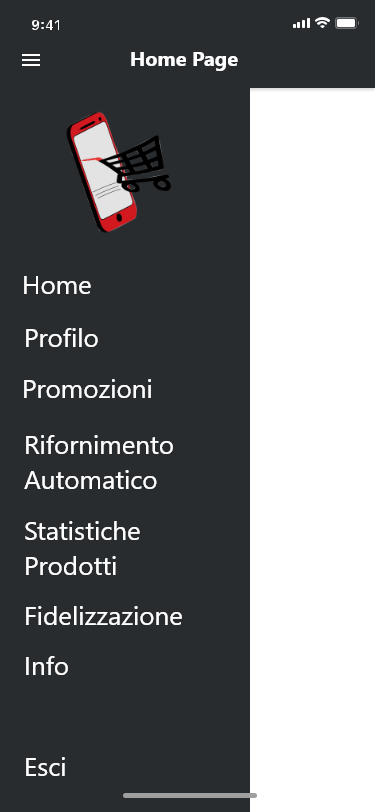 9:41
Home Page
Home
Profilo
Promozioni
Rifornimento
Automatico
Statistiche
Prodotti
Fidelizzazione
Info
Esci